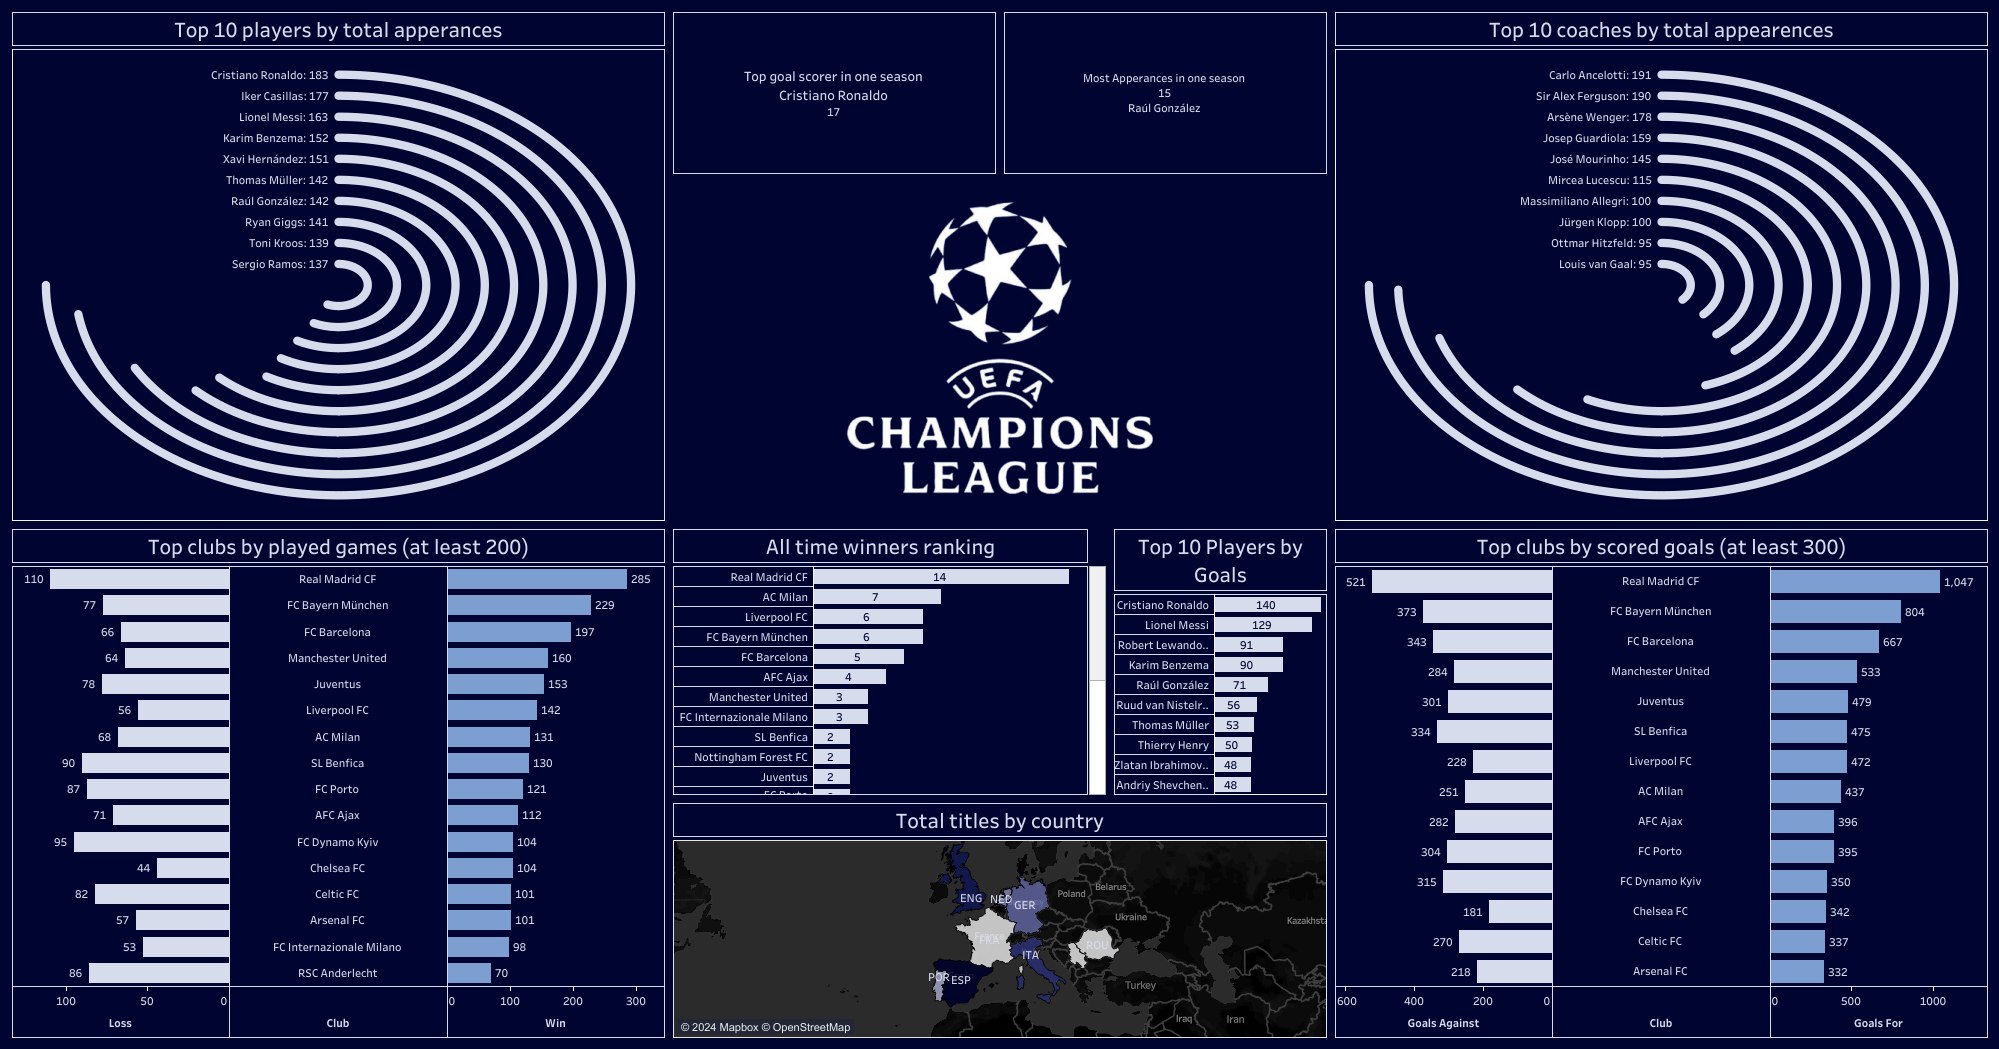 Top 10 players by total apperances
Cristiano Ronaldo: 183
Iker Casillas: 177
Lionel Messi: 163
Karim Benzema: 152
Xavi Hernández: 151
Thomas Müller: 142
Raúl González: 142
Ryan Giggs: 141
Toni Kroos: 139
Sergio Ramos: 137
Top goal scorer in one season
Cristiano Ronaldo
17
Most Apperances in one season
15
Raúl González
UEFA
CHAMPIONS
LEAGUE
Top 10 coaches by total appearences
Carlo Ancelotti: 191
Sir Alex Ferguson: 190
Arsène Wenger: 178
Josep Guardiola: 159
José Mourinho: 145
Mircea Lucescu: 115
Massimiliano Allegri: 100
Jürgen Klopp: 100
Ottmar Hitzfeld: 95
Louis van Gaal: 95
Top clubs by played games (at least 200)
110 Real Madrid CF 285
77 FC Bayern München 229
66 FC Barcelona 197
64 Manchester United 160
78 Juventus 153
56 Liverpool FC 142
68 AC Milan 131
90 SL Benfica 130
87 FC Porto 121
71 AFC Ajax 112
95 FC Dynamo Kyiv 104
44 Chelsea FC 104
82 Celtic FC 101
57 Arsenal FC 101
53 FC Internazionale Milano 98
86 RSC Anderlecht 70
100 50 0 0 100 200 300
Loss Club Win
All time winners ranking
Real Madrid CF 14
AC Milan 7
Liverpool FC 6
FC Bayern München 6
FC Barcelona 5
AFC Ajax 4
Manchester United 3
FC Internazionale Milano 3
SL Benfica 2
Nottingham Forest FC 2
Juventus 2
Top 10 Players by
Goals
Cristiano Ronaldo 140
Lionel Messi 129
Robert Lewando.. 91
Karim Benzema 90
Raúl González 71
Ruud van Nistelr.. 56
Thomas Müller 53
Thierry Henry 50
Zlatan Ibrahimov.. 48
Andriy Shevchen.. 48
Total titles by country
ENG NED GER Poland Belarus
Ukraine
Kazakhsta
FRA ROU
ITA
POR ESP
Turkey
Iraq Iran
© 2024 Mapbox © OpenStreetMap
Top clubs by scored goals (at least 300)
521 Real Madrid CF 1,047
373 FC Bayern München 804
343 FC Barcelona 667
284 Manchester United 533
301 Juventus 479
334 SL Benfica 475
228 Liverpool FC 472
251 AC Milan 437
282 AFC Ajax 396
304 FC Porto 395
315 FC Dynamo Kyiv 350
181 Chelsea FC 342
270 Celtic FC 337
218 Arsenal FC 332
600 400 200 0 0 500 1000
Goals Against Club Goals For